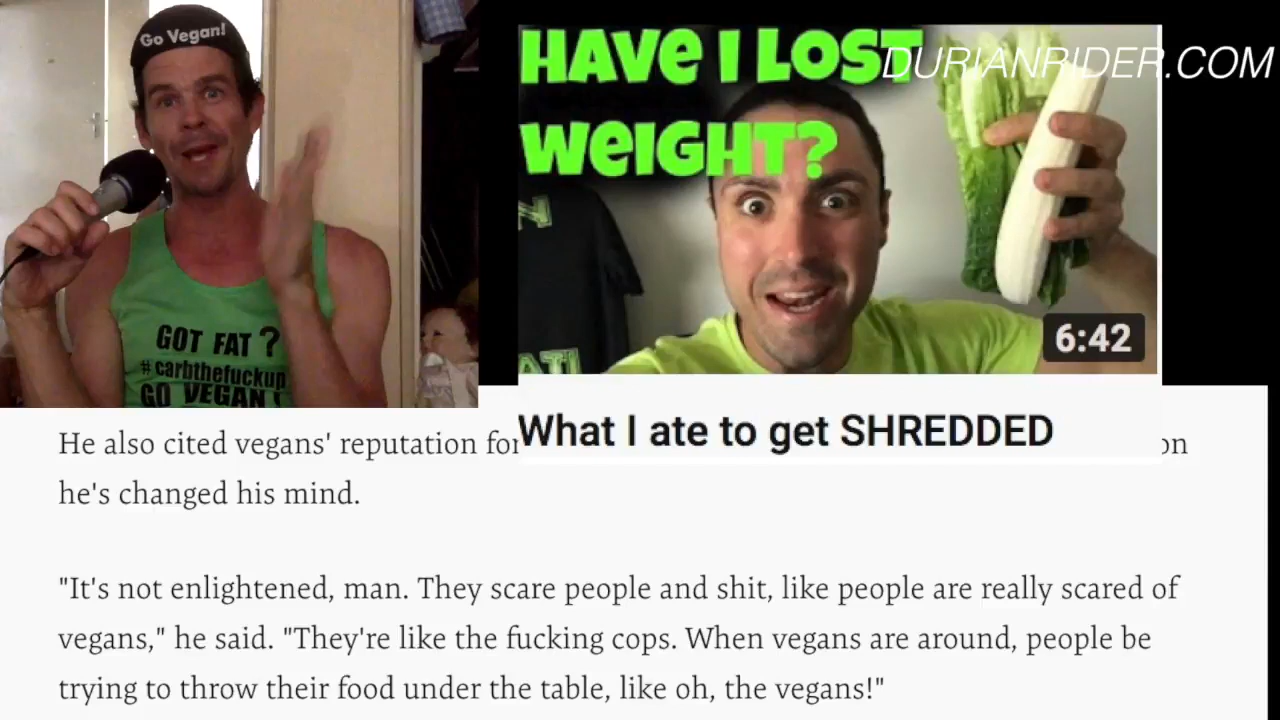 Go Vegan!
GOT FAT ?
#carbthefuckup
GO VEGAN !
HAVE I LOST
WEIGHT?
DURIANRIDER.COM
6:42
What I ate to get SHREDDED
He also cited vegans' reputation for
on
he's changed his mind.
"It's not enlightened, man. They scare people and shit, like people are really scared of
vegans," he said. "They're like the fucking cops. When vegans are around, people be
trying to throw their food under the table, like oh, the vegans!"